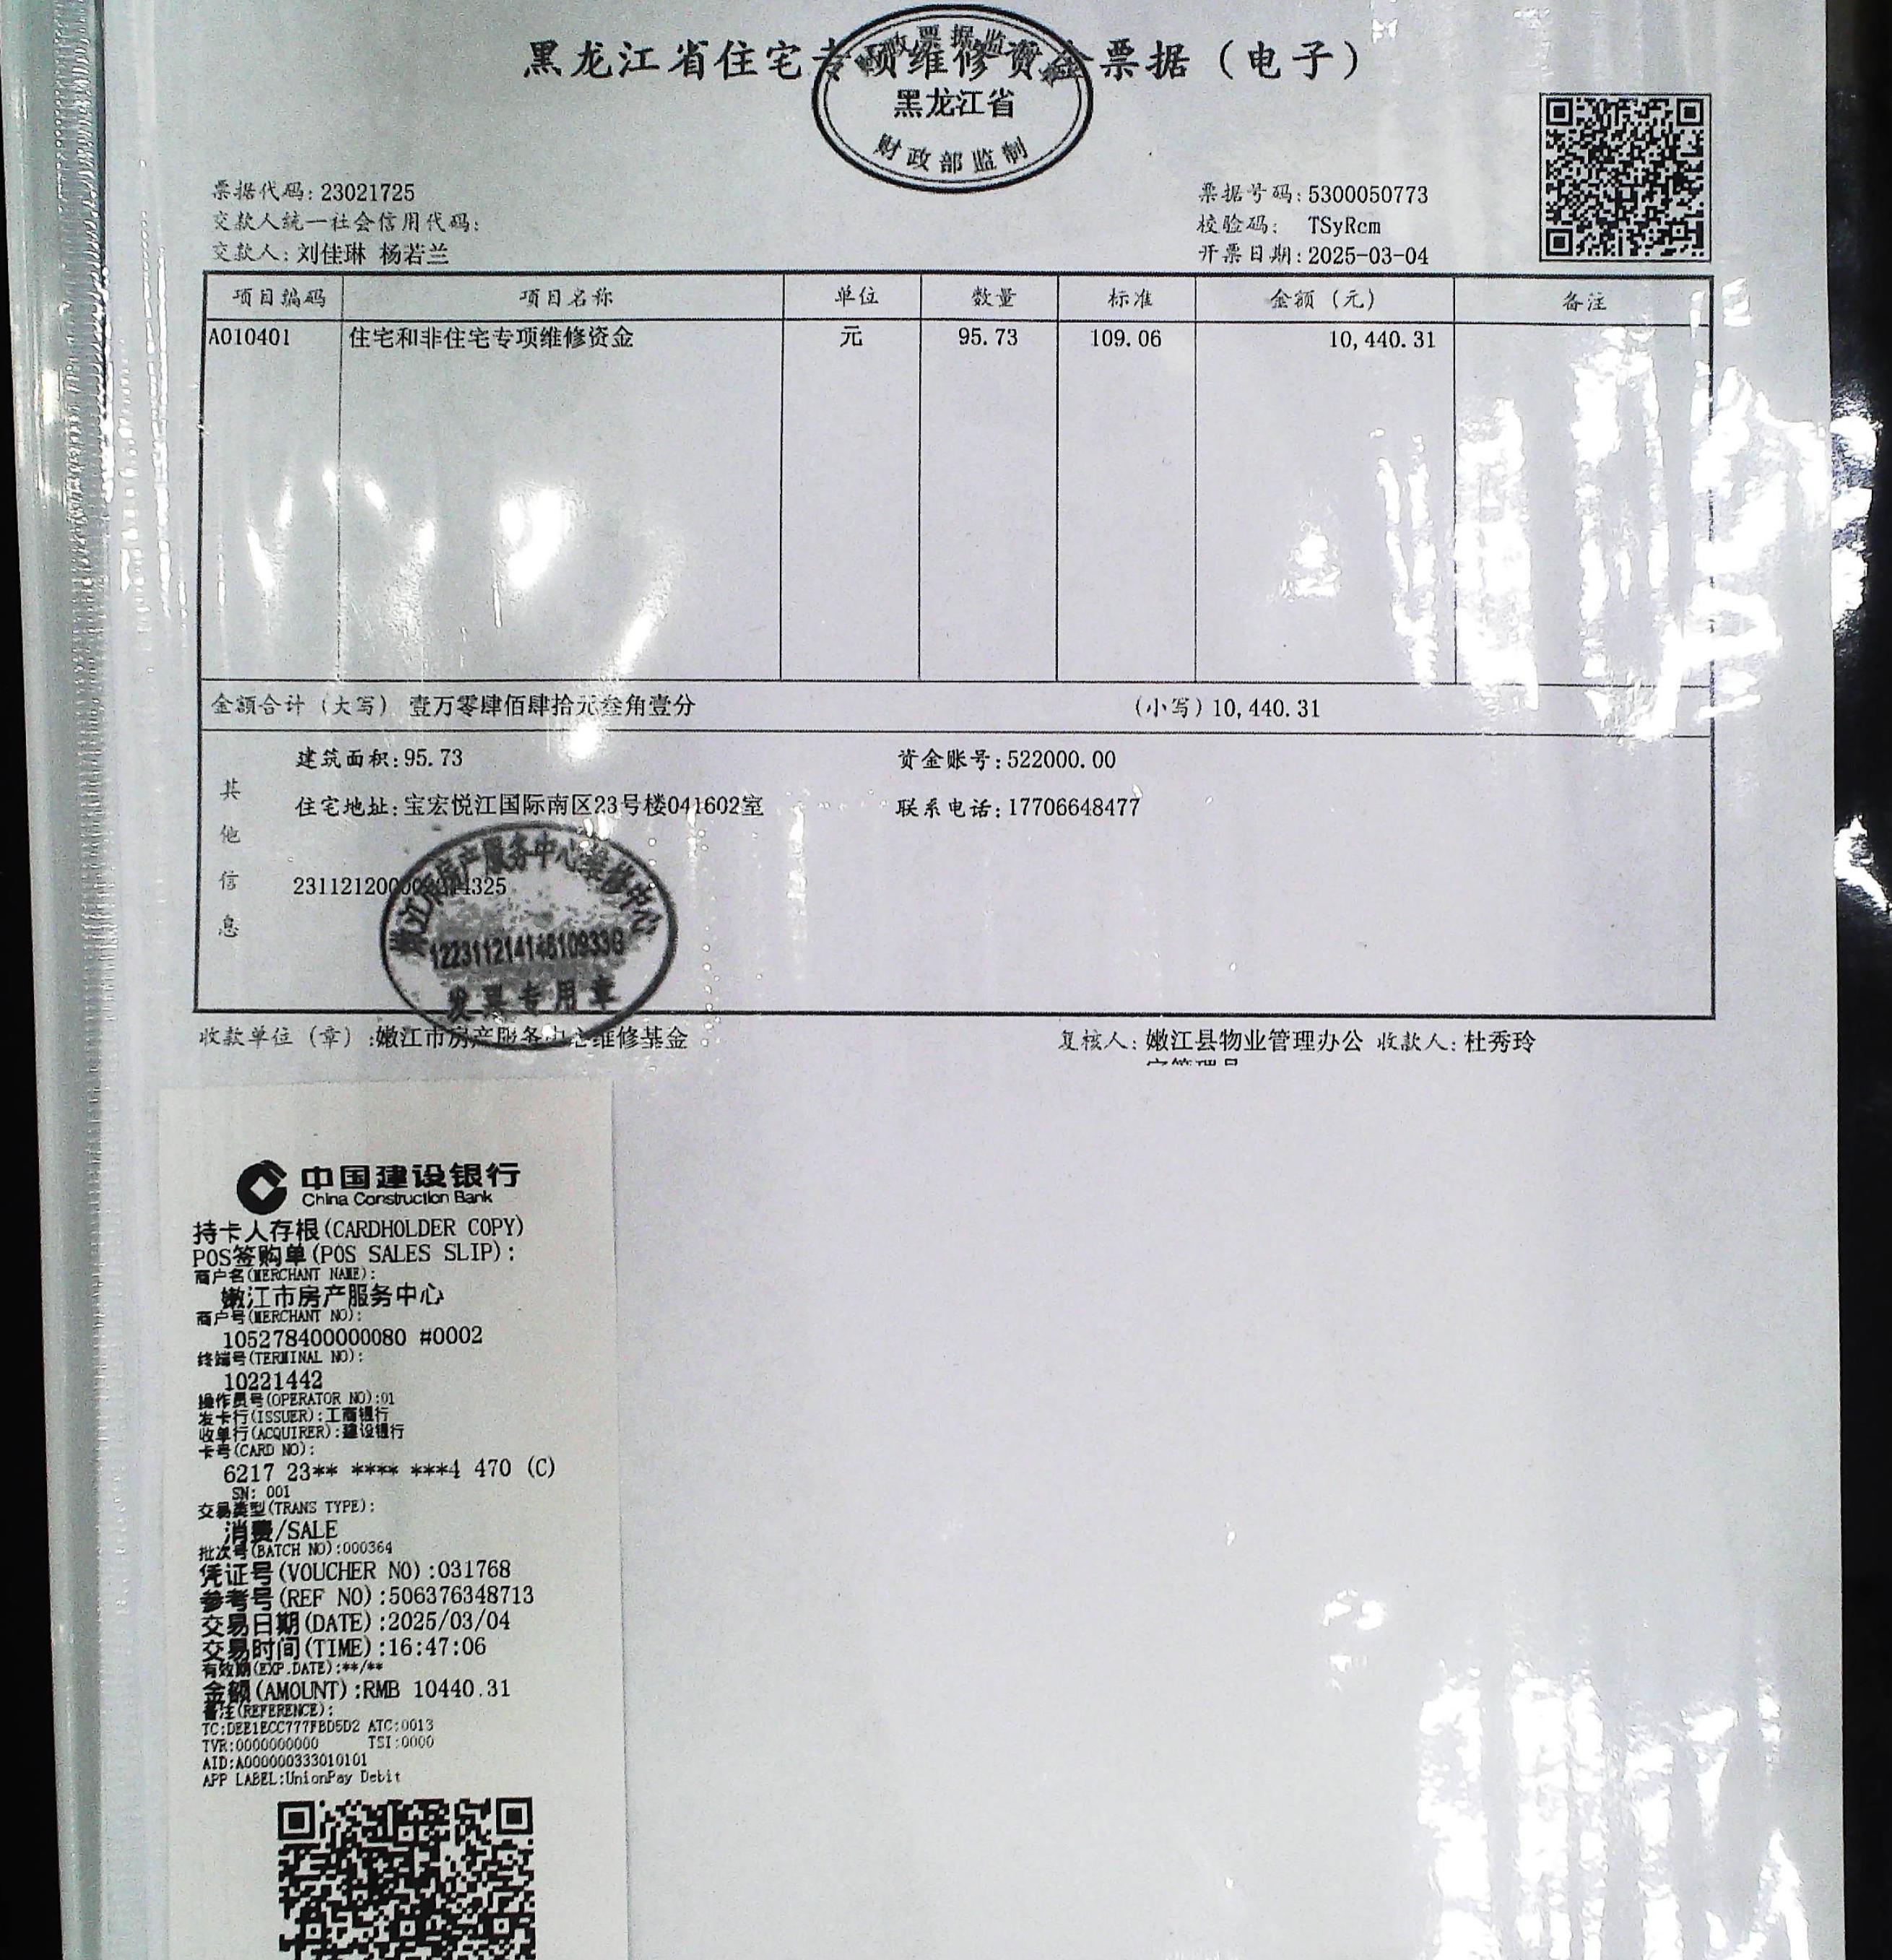 黑龙江省住宅专项维修资金票据（电子）
票据监
黑龙江省
财政部监制
票据代码：23021725
交款人统一社会信用代码：
交款人：刘佳琳 杨若兰
票据号码：5300050773
校验码： TSyRcm
开票日期：2025-03-04
项目编码 项目名称 单位 数量 标准 金额（元） 备注
A010401 住宅和非住宅专项维修资金 元 95.73 109.06 10,440.31
金额合计（大写） 壹万零肆佰肆拾元叁角壹分 （小写）10,440.31
其他信息
建筑面积：95.73 资金账号：522000.00
住宅地址：宝宏悦江国际南区23号楼041602室 联系电话：17706648477
嫩江市房产服务中心维修中心
发票专用章
收款单位（章）：嫩江市房产服务中心维修基金 复核人：嫩江县物业管理办公 收款人：杜秀玲
室管理员
中国建设银行
China Construction Bank
持卡人存根(CARDHOLDER COPY)
POS签购单(POS SALES SLIP):
商户名(MERCHANT NAME):
嫩江市房产服务中心
商户号(MERCHANT NO):
105278400000080 #0002
终端号(TERMINAL NO):
10221442
操作员号(OPERATOR NO):01
发卡行(ISSUER):工商银行
收单行(ACQUIRER):建设银行
卡号(CARD NO):
6217 23** **** ***4 470 (C)
SN: 001
交易类型(TRANS TYPE):
消费/SALE
批次号(BATCH NO):000364
凭证号(VOUCHER NO):031768
参考号(REF NO):506376348713
交易日期(DATE):2025/03/04
交易时间(TIME):16:47:06
有效期(EXP.DATE):**/**
金额(AMOUNT):RMB 10440.31
备注(REFERENCE):
TC:DEE1ECC777FBD5D2 ATC:0013
TVR:0000000000 TSI:0000
AID:A000000333010101
APP LABEL:UnionPay Debit